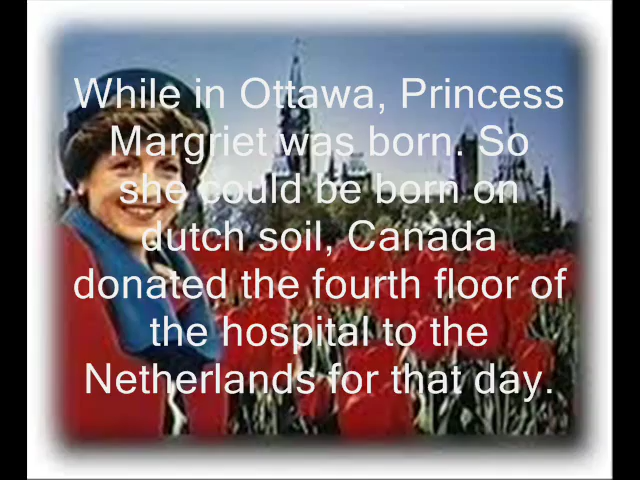 While in Ottawa, Princess
Margriet was born. So
she could be born on
dutch soil, Canada
donated the fourth floor of
the hospital to the
Netherlands for that day.